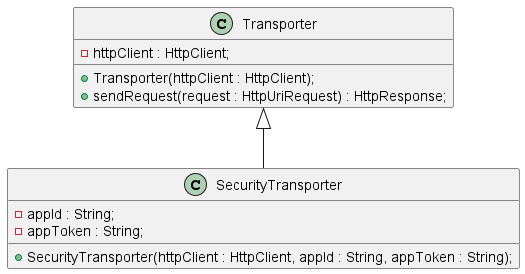 C Transporter
httpClient : HttpClient;
Transporter(httpClient : HttpClient);
sendRequest(request : HttpUriRequest) : HttpResponse;
C SecurityTransporter
appId : String;
appToken : String;
SecurityTransporter(httpClient : HttpClient, appId : String, appToken : String);